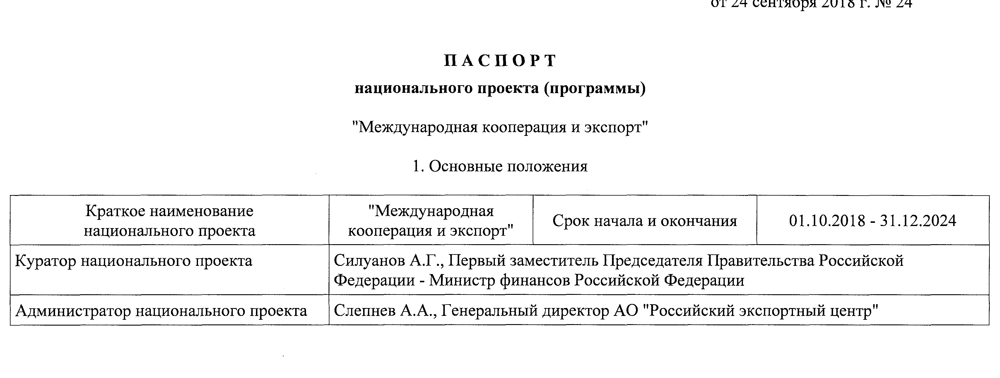 от 24 сентября 2018 г. № 24
П А С П О Р Т
национального проекта (программы)
"Международная кооперация и экспорт"
1. Основные положения
Краткое наименование
национального проекта
"Международная
кооперация и экспорт"
Срок начала и окончания
01.10.2018 - 31.12.2024
Куратор национального проекта
Силуанов А.Г., Первый заместитель Председателя Правительства Российской
Федерации - Министр финансов Российской Федерации
Администратор национального проекта
Слепнев А.А., Генеральный директор АО "Российский экспортный центр"